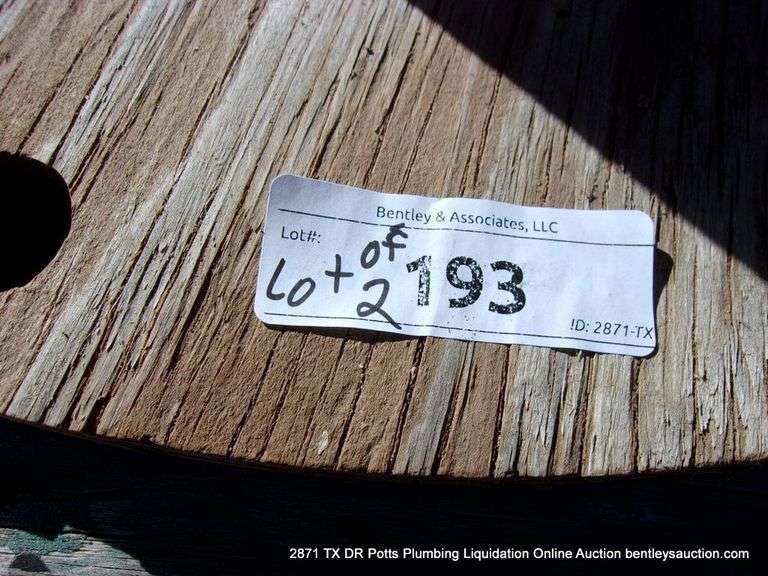 Bentley & Associates, LLC
Lot#:
Lot of 2
193
ID: 2871-TX
2871 TX DR Potts Plumbing Liquidation Online Auction bentleysauction.com